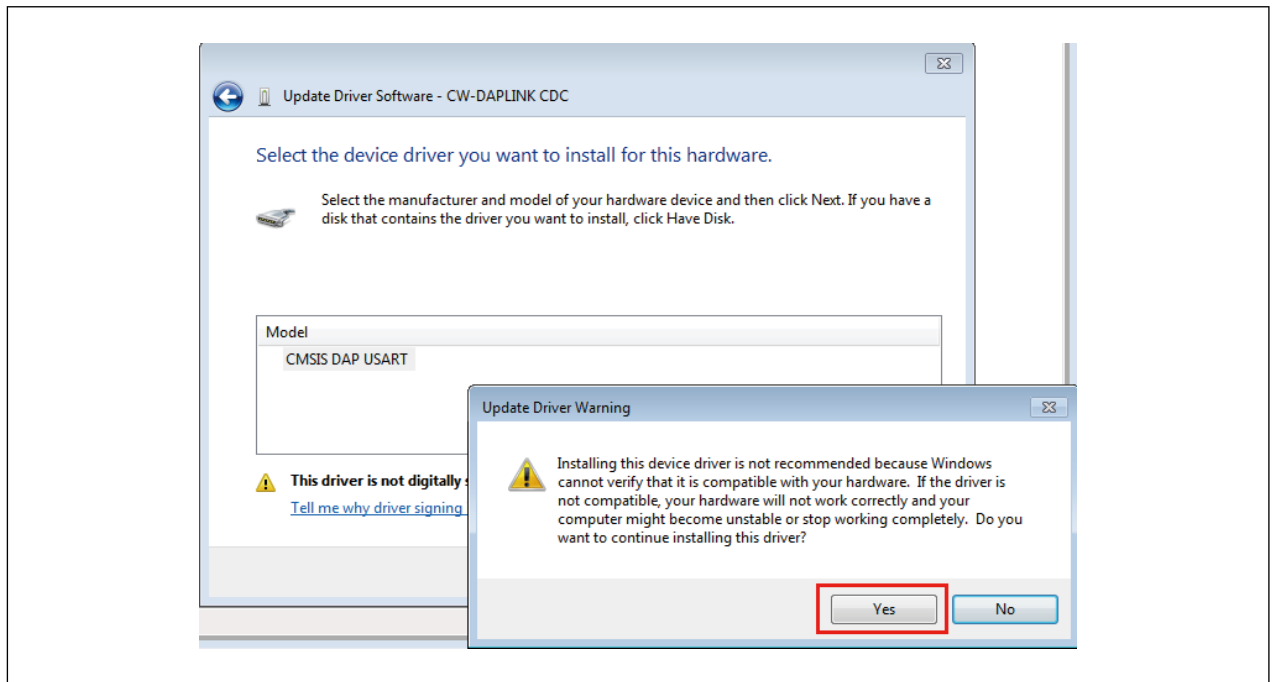 Update Driver Software - CW-DAPLINK CDC
Select the device driver you want to install for this hardware.
Select the manufacturer and model of your hardware device and then click Next. If you have a
disk that contains the driver you want to install, click Have Disk.
Model
CMSIS DAP USART
This driver is not digitally
Tell me why driver signing
Update Driver Warning
Installing this device driver is not recommended because Windows
cannot verify that it is compatible with your hardware. If the driver is
not compatible, your hardware will not work correctly and your
computer might become unstable or stop working completely. Do you
want to continue installing this driver?
Yes
No